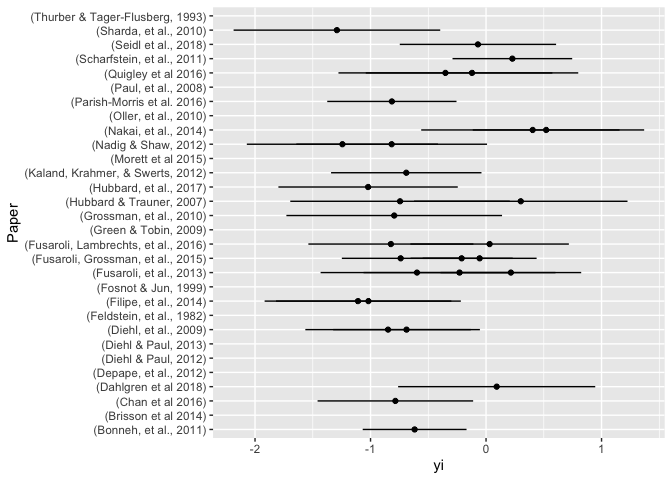 (Thurber & Tager-Flusberg, 1993)
(Sharda, et al., 2010)
(Seidl et al., 2018)
(Scharfstein, et al., 2011)
(Quigley et al 2016)
(Paul, et al., 2008)
(Parish-Morris et al. 2016)
(Oller, et al., 2010)
(Nakai, et al., 2014)
(Nadig & Shaw, 2012)
(Morett et al 2015)
(Kaland, Krahmer, & Swerts, 2012)
(Hubbard, et al., 2017)
(Hubbard & Trauner, 2007)
(Grossman, et al., 2010)
(Green & Tobin, 2009)
(Fusaroli, Lambrechts, et al., 2016)
(Fusaroli, Grossman, et al., 2015)
(Fusaroli, et al., 2013)
(Fosnot & Jun, 1999)
(Filipe, et al., 2014)
(Feldstein, et al., 1982)
(Diehl, et al., 2009)
(Diehl & Paul, 2013)
(Diehl & Paul, 2012)
(Depape, et al., 2012)
(Dahlgren et al 2018)
(Chan et al 2016)
(Brisson et al 2014)
(Bonneh, et al., 2011)
Paper
-2 -1 0 1
yi